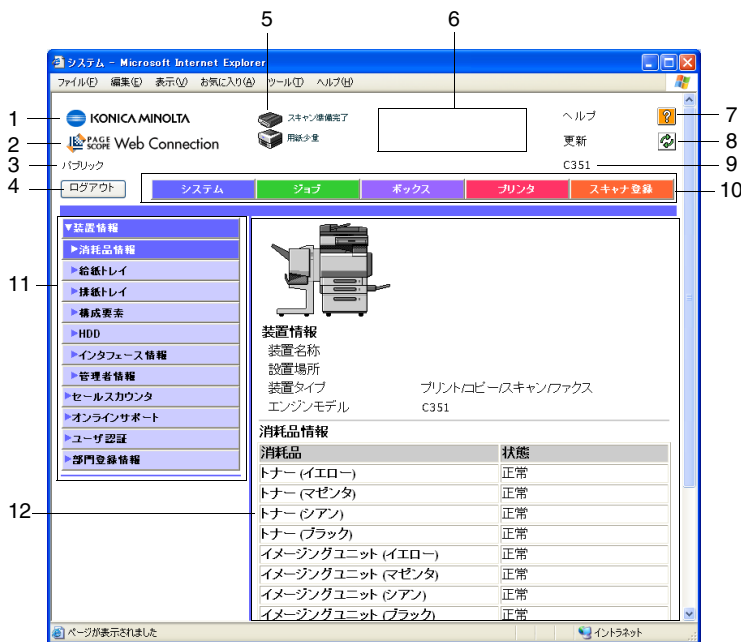 5
6
システム - Microsoft Internet Explorer
ファイル(F) 編集(E) 表示(V) お気に入り(A) ツール(T) ヘルプ(H)
1
KONICA MINOLTA
スキャン準備完了
ヘルプ
7
2
PAGE SCOPE Web Connection
用紙少量
更新
8
3
パブリック
C351
9
4
ログアウト
システム
ジョブ
ボックス
プリンタ
スキャナ登録
10
11
▼装置情報
▶消耗品情報
▶給紙トレイ
▶排紙トレイ
▶構成要素
▶HDD
▶インタフェース情報
▶管理者情報
▶セールスカウンタ
▶オンラインサポート
▶ユーザ認証
▶部門登録情報
装置情報
装置名称
設置場所
装置タイプ プリント/コピー/スキャン/ファクス
エンジンモデル C351
消耗品情報
消耗品 状態
トナー (イエロー) 正常
トナー (マゼンタ) 正常
12
トナー (シアン) 正常
トナー (ブラック) 正常
イメージングユニット (イエロー) 正常
イメージングユニット (マゼンタ) 正常
イメージングユニット (シアン) 正常
イメージングユニット (ブラック) 正常
ページが表示されました
イントラネット